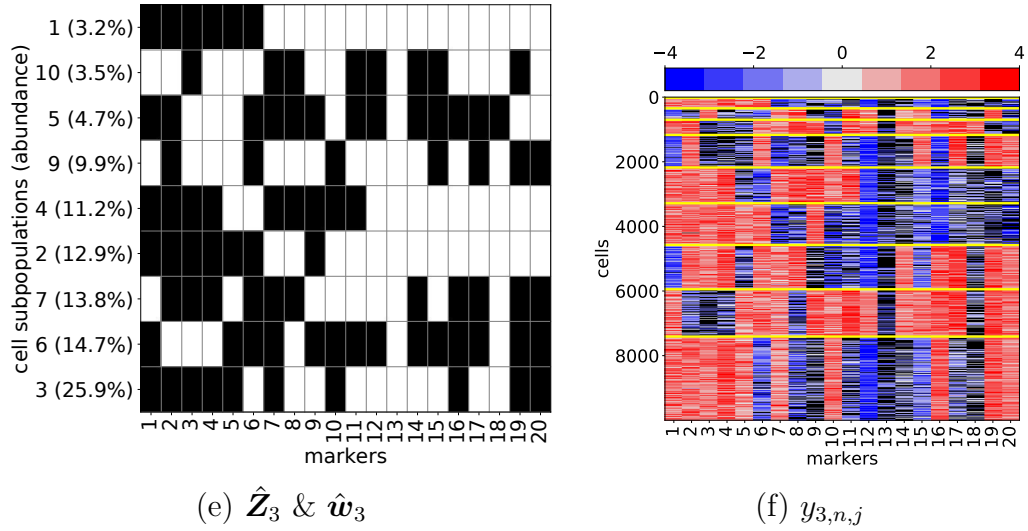 cell subpopulations (abundance)
1 (3.2%)
10 (3.5%)
5 (4.7%)
9 (9.9%)
4 (11.2%)
2 (12.9%)
7 (13.8%)
6 (14.7%)
3 (25.9%)
1 2 3 4 5 6 7 8 9 10 11 12 13 14 15 16 17 18 19 20
markers
(e) Ẑ₃ & ŵ₃
−4 −2 0 2 4
cells
0
2000
4000
6000
8000
1 2 3 4 5 6 7 8 9 10 11 12 13 14 15 16 17 18 19 20
markers
(f) y₃,ₙ,ⱼ